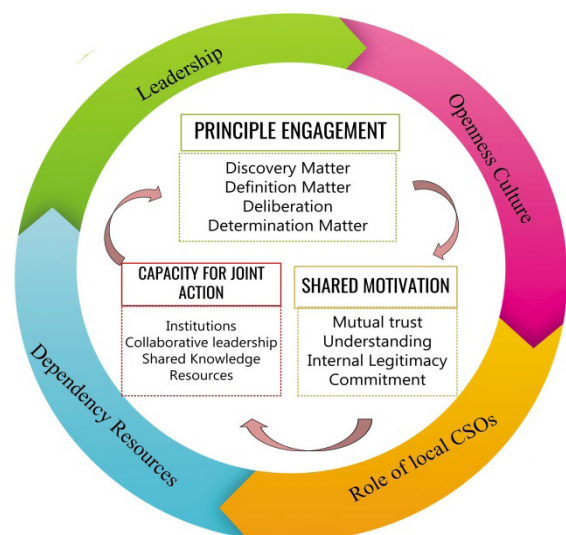 Leadership
Openness Culture
PRINCIPLE ENGAGEMENT
Discovery Matter
Definition Matter
Deliberation
Determination Matter
CAPACITY FOR JOINT
ACTION
Institutions
Collaborative leadership
Shared Knowledge
Resources
SHARED MOTIVATION
Mutual trust
Understanding
Internal Legitimacy
Commitment
Dependency Resources
Role of local CSOs